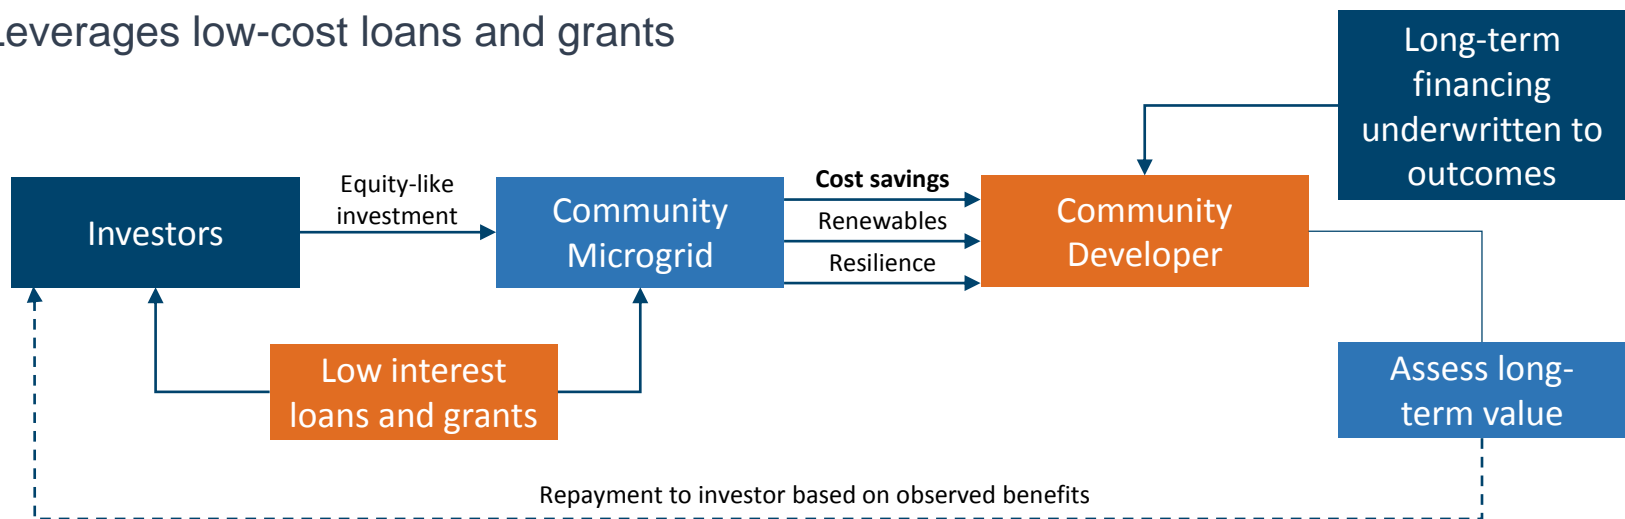 Leverages low-cost loans and grants
Long-term
financing
underwritten to
outcomes
Investors
Equity-like
investment
Community
Microgrid
Cost savings
Renewables
Resilience
Community
Developer
Low interest
loans and grants
Assess long-
term value
Repayment to investor based on observed benefits